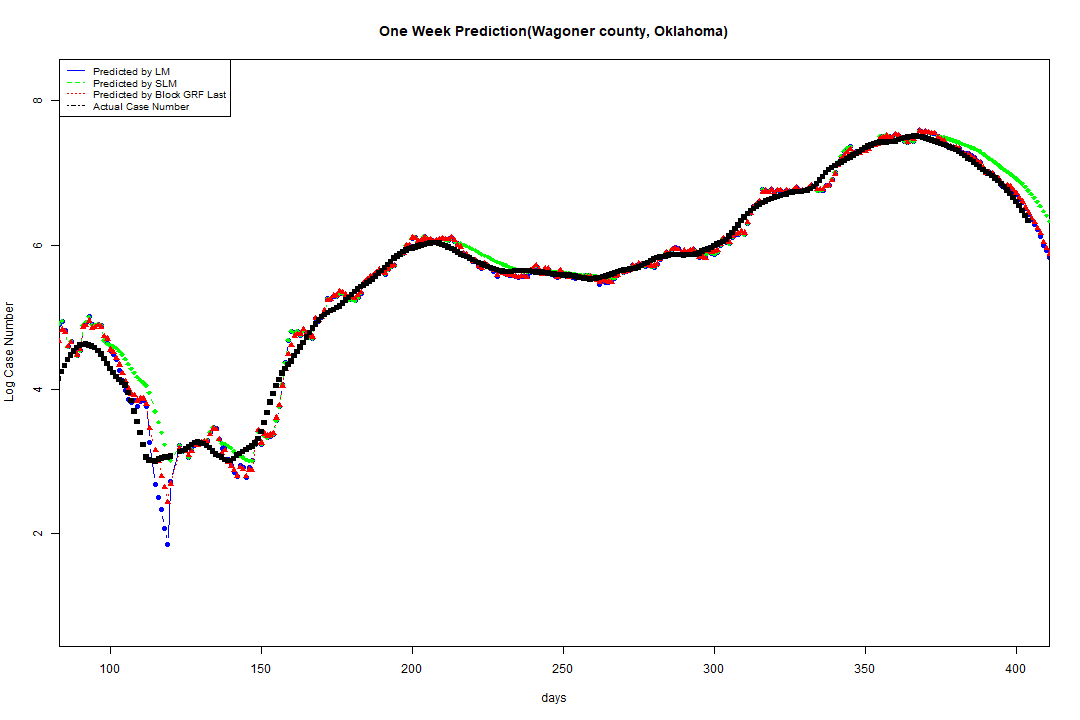 One Week Prediction(Wagoner county, Oklahoma)
Predicted by LM
Predicted by SLM
Predicted by Block GRF Last
Actual Case Number
8
6
4
2
Log Case Number
100 150 200 250 300 350 400
days